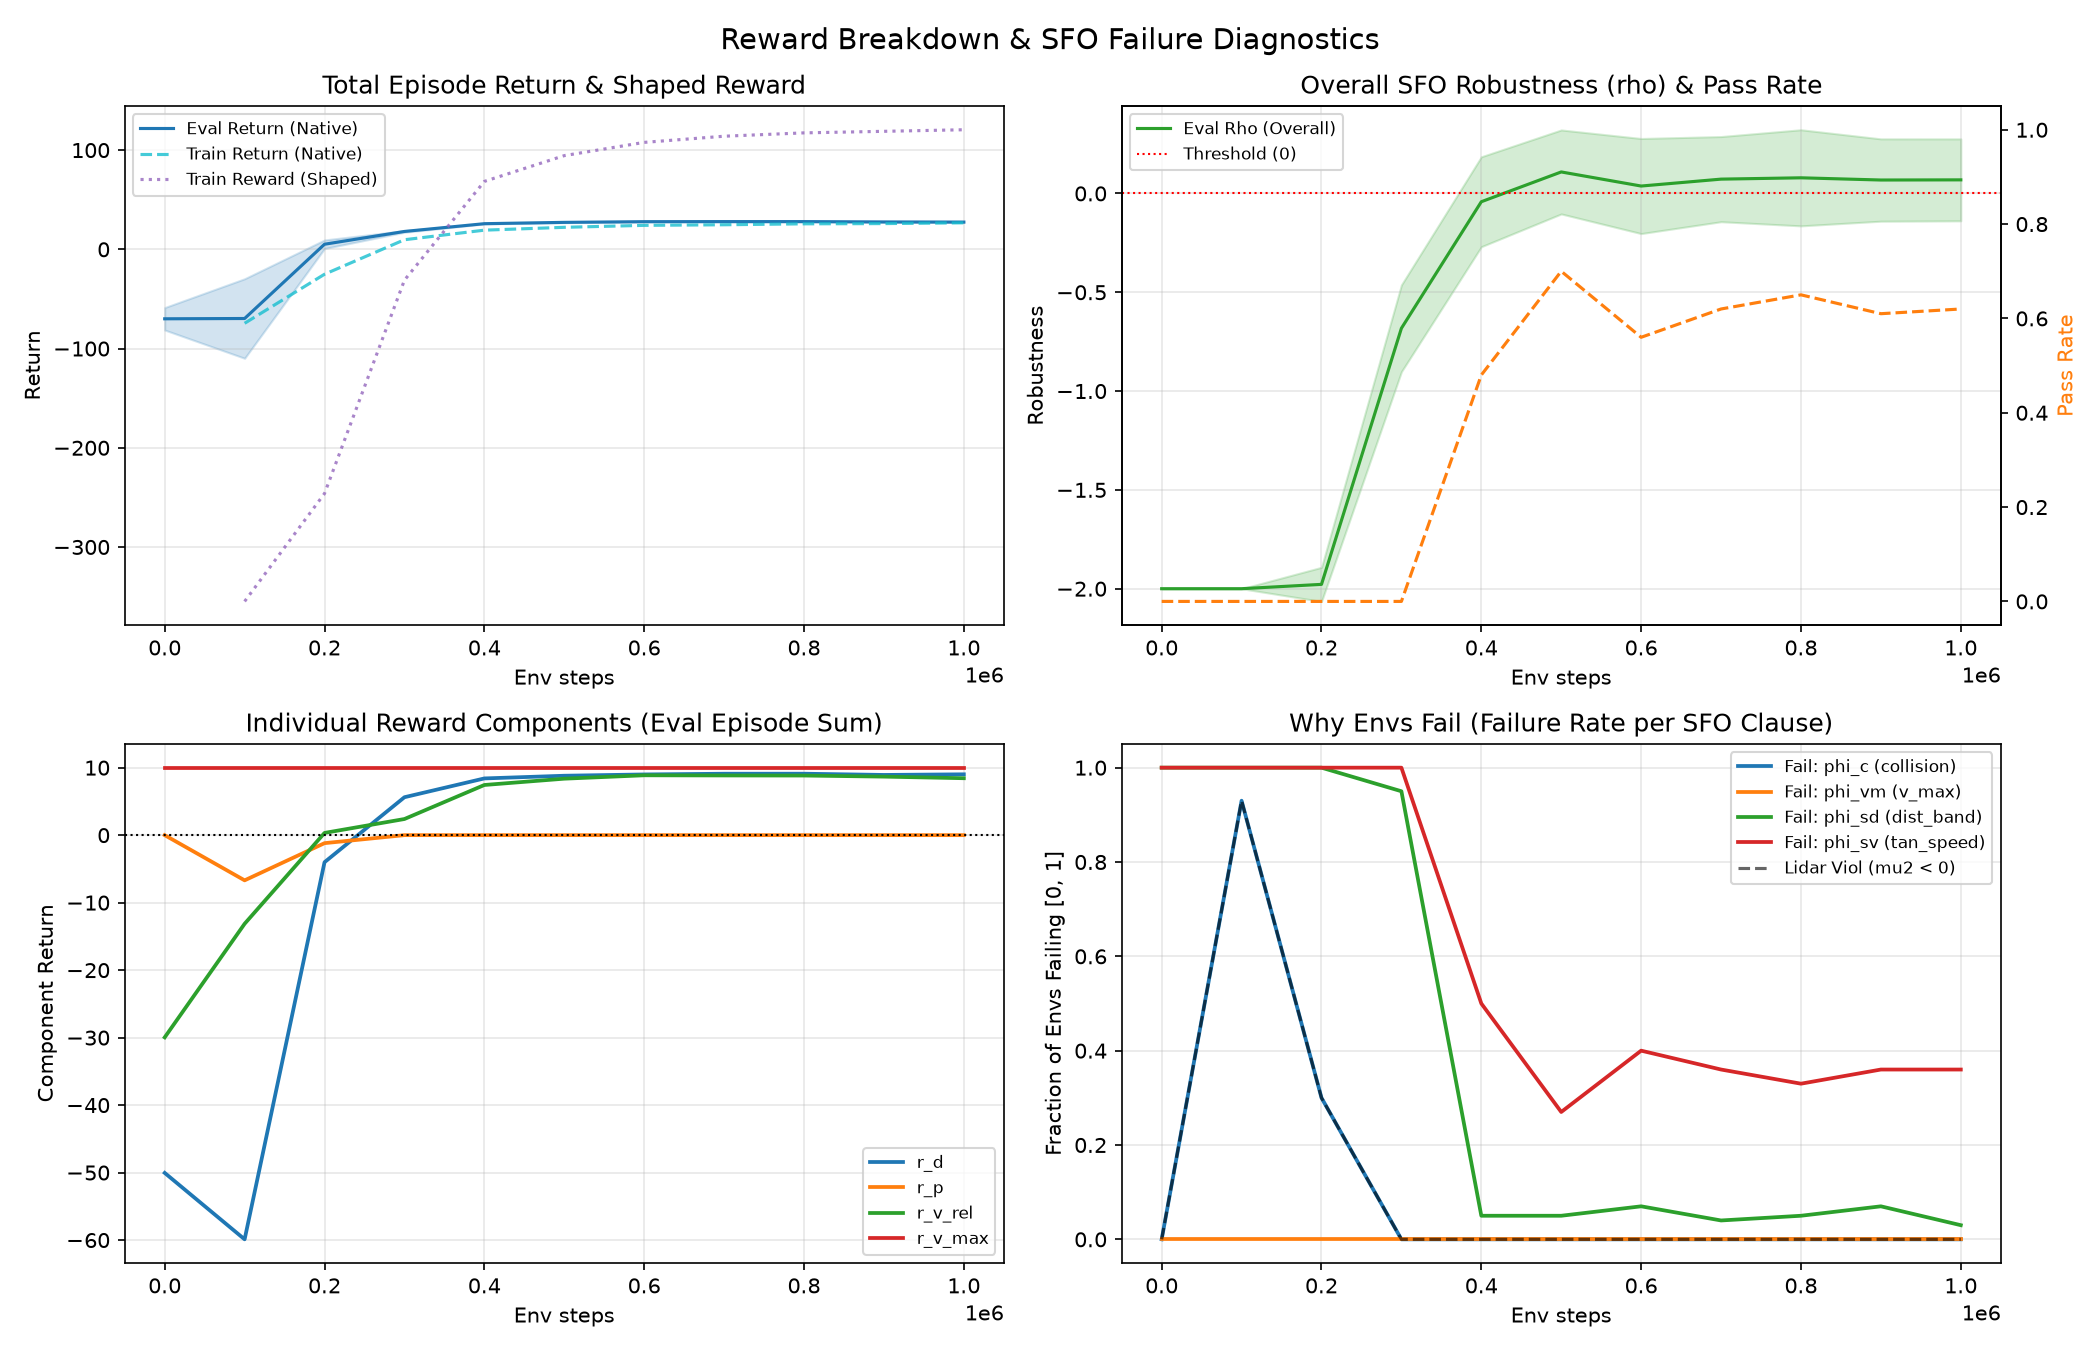 Reward Breakdown & SFO Failure Diagnostics
Total Episode Return & Shaped Reward
Eval Return (Native)
Train Return (Native)
Train Reward (Shaped)
100
0
−100
−200
−300
Return
0.0 0.2 0.4 0.6 0.8 1.0
1e6
Env steps
Overall SFO Robustness (rho) & Pass Rate
Eval Rho (Overall)
Threshold (0)
0.0
−0.5
−1.0
−1.5
−2.0
Robustness
1.0
0.8
0.6
0.4
0.2
0.0
Pass Rate
0.0 0.2 0.4 0.6 0.8 1.0
1e6
Env steps
Individual Reward Components (Eval Episode Sum)
10
0
−10
−20
−30
−40
−50
−60
Component Return
r_d
r_p
r_v_rel
r_v_max
0.0 0.2 0.4 0.6 0.8 1.0
1e6
Env steps
Why Envs Fail (Failure Rate per SFO Clause)
Fail: phi_c (collision)
Fail: phi_vm (v_max)
Fail: phi_sd (dist_band)
Fail: phi_sv (tan_speed)
Lidar Viol (mu2 < 0)
1.0
0.8
0.6
0.4
0.2
0.0
Fraction of Envs Failing [0, 1]
0.0 0.2 0.4 0.6 0.8 1.0
1e6
Env steps